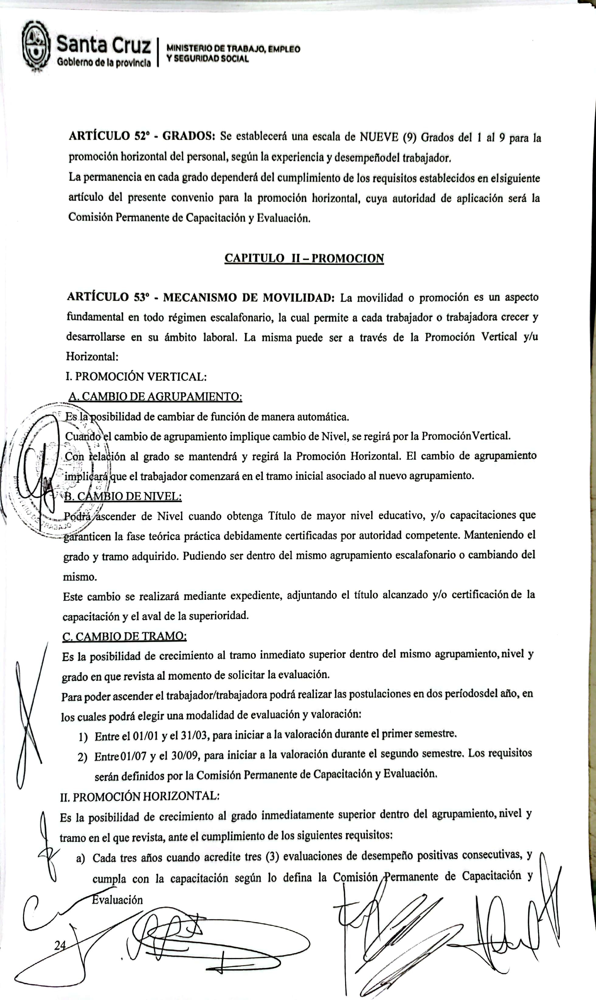 Santa Cruz
Gobierno de la provincia
MINISTERIO DE TRABAJO, EMPLEO
Y SEGURIDAD SOCIAL
ARTÍCULO 52º - GRADOS: Se establecerá una escala de NUEVE (9) Grados del 1 al 9 para la
promoción horizontal del personal, según la experiencia y desempeñodel trabajador.
La permanencia en cada grado dependerá del cumplimiento de los requisitos establecidos en elsiguiente
artículo del presente convenio para la promoción horizontal, cuya autoridad de aplicación será la
Comisión Permanente de Capacitación y Evaluación.
CAPITULO II – PROMOCION
ARTÍCULO 53º - MECANISMO DE MOVILIDAD: La movilidad o promoción es un aspecto
fundamental en todo régimen escalafonario, la cual permite a cada trabajador o trabajadora crecer y
desarrollarse en su ámbito laboral. La misma puede ser a través de la Promoción Vertical y/u
Horizontal:
I. PROMOCIÓN VERTICAL:
A. CAMBIO DE AGRUPAMIENTO:
Es la posibilidad de cambiar de función de manera automática.
Cuando el cambio de agrupamiento implique cambio de Nivel, se regirá por la Promoción Vertical.
Con relación al grado se mantendrá y regirá la Promoción Horizontal. El cambio de agrupamiento
implicará que el trabajador comenzará en el tramo inicial asociado al nuevo agrupamiento.
B. CAMBIO DE NIVEL:
Podrá ascender de Nivel cuando obtenga Título de mayor nivel educativo, y/o capacitaciones que
garanticen la fase teórica práctica debidamente certificadas por autoridad competente. Manteniendo el
grado y tramo adquirido. Pudiendo ser dentro del mismo agrupamiento escalafonario o cambiando del
mismo.
Este cambio se realizará mediante expediente, adjuntando el título alcanzado y/o certificación de la
capacitación y el aval de la superioridad.
C. CAMBIO DE TRAMO:
Es la posibilidad de crecimiento al tramo inmediato superior dentro del mismo agrupamiento, nivel y
grado en que revista al momento de solicitar la evaluación.
Para poder ascender el trabajador/trabajadora podrá realizar las postulaciones en dos períodosdel año, en
los cuales podrá elegir una modalidad de evaluación y valoración:
1) Entre el 01/01 y el 31/03, para iniciar a la valoración durante el primer semestre.
2) Entre 01/07 y el 30/09, para iniciar a la valoración durante el segundo semestre. Los requisitos
serán definidos por la Comisión Permanente de Capacitación y Evaluación.
II. PROMOCIÓN HORIZONTAL:
Es la posibilidad de crecimiento al grado inmediatamente superior dentro del agrupamiento, nivel y
tramo en el que revista, ante el cumplimiento de los siguientes requisitos:
a) Cada tres años cuando acredite tres (3) evaluaciones de desempeño positivas consecutivas, y
cumpla con la capacitación según lo defina la Comisión Permanente de Capacitación y
Evaluación
24